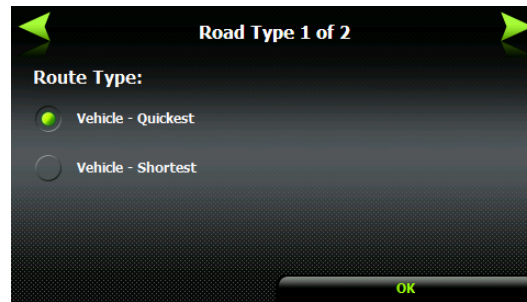 Road Type 1 of 2
Route Type:
Vehicle - Quickest
Vehicle - Shortest
OK